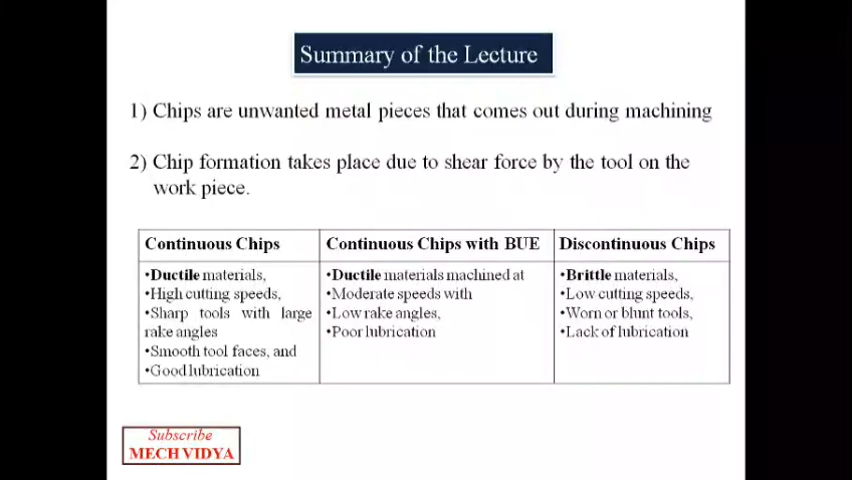 Summary of the Lecture
1) Chips are unwanted metal pieces that comes out during machining
2) Chip formation takes place due to shear force by the tool on the
work piece.
Continuous Chips
•Ductile materials,
•High cutting speeds,
•Sharp tools with large
rake angles
•Smooth tool faces, and
•Good lubrication
Continuous Chips with BUE
•Ductile materials machined at
•Moderate speeds with
•Low rake angles,
•Poor lubrication
Discontinuous Chips
•Brittle materials,
•Low cutting speeds,
•Worn or blunt tools,
•Lack of lubrication
Subscribe
MECH VIDYA